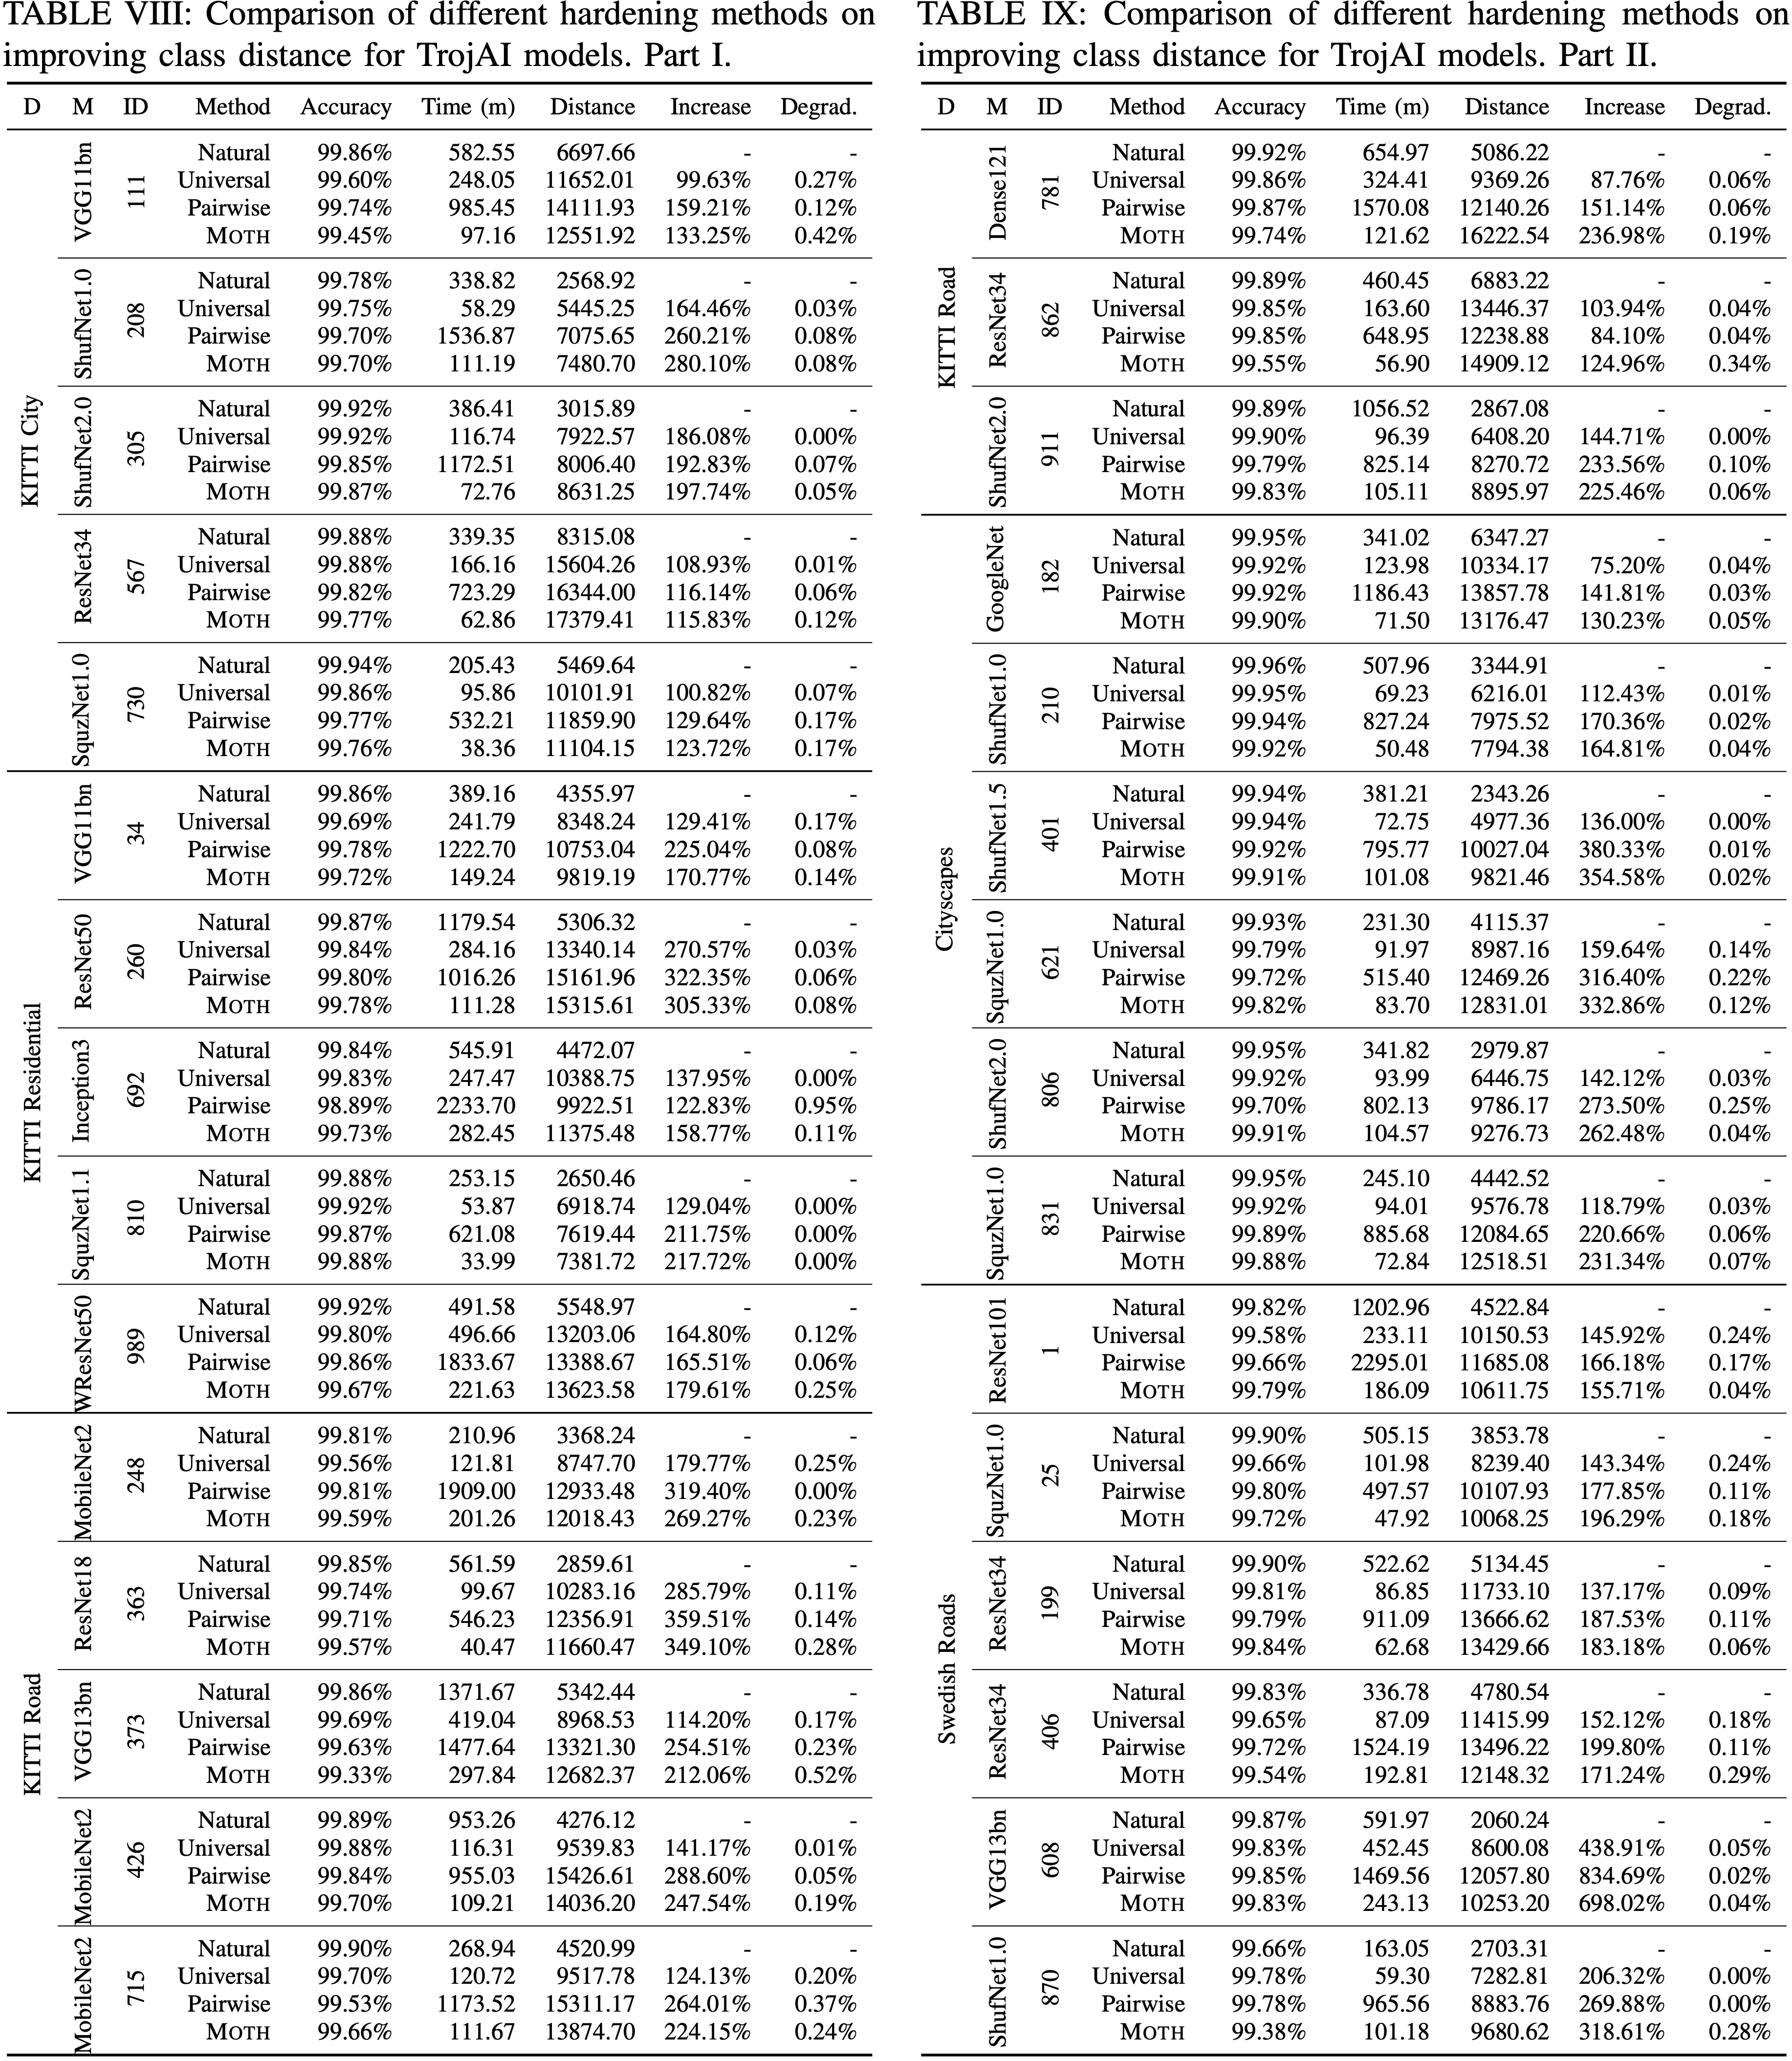 TABLE VIII: Comparison of different hardening methods on
improving class distance for TrojAI models. Part I.
D M ID Method Accuracy Time (m) Distance Increase Degrad.
KITTI City
VGG11bn
111
Natural 99.86% 582.55 6697.66 - -
Universal 99.60% 248.05 11652.01 99.63% 0.27%
Pairwise 99.74% 985.45 14111.93 159.21% 0.12%
MOTH 99.45% 97.16 12551.92 133.25% 0.42%
ShufNet1.0
208
Natural 99.78% 338.82 2568.92 - -
Universal 99.75% 58.29 5445.25 164.46% 0.03%
Pairwise 99.70% 1536.87 7075.65 260.21% 0.08%
MOTH 99.70% 111.19 7480.70 280.10% 0.08%
ShufNet2.0
305
Natural 99.92% 386.41 3015.89 - -
Universal 99.92% 116.74 7922.57 186.08% 0.00%
Pairwise 99.85% 1172.51 8006.40 192.83% 0.07%
MOTH 99.87% 72.76 8631.25 197.74% 0.05%
ResNet34
567
Natural 99.88% 339.35 8315.08 - -
Universal 99.88% 166.16 15604.26 108.93% 0.01%
Pairwise 99.82% 723.29 16344.00 116.14% 0.06%
MOTH 99.77% 62.86 17379.41 115.83% 0.12%
SquzNet1.0
730
Natural 99.94% 205.43 5469.64 - -
Universal 99.86% 95.86 10101.91 100.82% 0.07%
Pairwise 99.77% 532.21 11859.90 129.64% 0.17%
MOTH 99.76% 38.36 11104.15 123.72% 0.17%
KITTI Residential
VGG11bn
34
Natural 99.86% 389.16 4355.97 - -
Universal 99.69% 241.79 8348.24 129.41% 0.17%
Pairwise 99.78% 1222.70 10753.04 225.04% 0.08%
MOTH 99.72% 149.24 9819.19 170.77% 0.14%
ResNet50
260
Natural 99.87% 1179.54 5306.32 - -
Universal 99.84% 284.16 13340.14 270.57% 0.03%
Pairwise 99.80% 1016.26 15161.96 322.35% 0.06%
MOTH 99.78% 111.28 15315.61 305.33% 0.08%
Inception3
692
Natural 99.84% 545.91 4472.07 - -
Universal 99.83% 247.47 10388.75 137.95% 0.00%
Pairwise 98.89% 2233.70 9922.51 122.83% 0.95%
MOTH 99.73% 282.45 11375.48 158.77% 0.11%
SquzNet1.1
810
Natural 99.88% 253.15 2650.46 - -
Universal 99.92% 53.87 6918.74 129.04% 0.00%
Pairwise 99.87% 621.08 7619.44 211.75% 0.00%
MOTH 99.88% 33.99 7381.72 217.72% 0.00%
WResNet50
989
Natural 99.92% 491.58 5548.97 - -
Universal 99.80% 496.66 13203.06 164.80% 0.12%
Pairwise 99.86% 1833.67 13388.67 165.51% 0.06%
MOTH 99.67% 221.63 13623.58 179.61% 0.25%
KITTI Road
MobileNet2
248
Natural 99.81% 210.96 3368.24 - -
Universal 99.56% 121.81 8747.70 179.77% 0.25%
Pairwise 99.81% 1909.00 12933.48 319.40% 0.00%
MOTH 99.59% 201.26 12018.43 269.27% 0.23%
ResNet18
363
Natural 99.85% 561.59 2859.61 - -
Universal 99.74% 99.67 10283.16 285.79% 0.11%
Pairwise 99.71% 546.23 12356.91 359.51% 0.14%
MOTH 99.57% 40.47 11660.47 349.10% 0.28%
VGG13bn
373
Natural 99.86% 1371.67 5342.44 - -
Universal 99.69% 419.04 8968.53 114.20% 0.17%
Pairwise 99.63% 1477.64 13321.30 254.51% 0.23%
MOTH 99.33% 297.84 12682.37 212.06% 0.52%
MobileNet2
426
Natural 99.89% 953.26 4276.12 - -
Universal 99.88% 116.31 9539.83 141.17% 0.01%
Pairwise 99.84% 955.03 15426.61 288.60% 0.05%
MOTH 99.70% 109.21 14036.20 247.54% 0.19%
MobileNet2
715
Natural 99.90% 268.94 4520.99 - -
Universal 99.70% 120.72 9517.78 124.13% 0.20%
Pairwise 99.53% 1173.52 15311.17 264.01% 0.37%
MOTH 99.66% 111.67 13874.70 224.15% 0.24%
TABLE IX: Comparison of different hardening methods on
improving class distance for TrojAI models. Part II.
D M ID Method Accuracy Time (m) Distance Increase Degrad.
KITTI Road
Dense121
781
Natural 99.92% 654.97 5086.22 - -
Universal 99.86% 324.41 9369.26 87.76% 0.06%
Pairwise 99.87% 1570.08 12140.26 151.14% 0.06%
MOTH 99.74% 121.62 16222.54 236.98% 0.19%
ResNet34
862
Natural 99.89% 460.45 6883.22 - -
Universal 99.85% 163.60 13446.37 103.94% 0.04%
Pairwise 99.85% 648.95 12238.88 84.10% 0.04%
MOTH 99.55% 56.90 14909.12 124.96% 0.34%
ShufNet2.0
911
Natural 99.89% 1056.52 2867.08 - -
Universal 99.90% 96.39 6408.20 144.71% 0.00%
Pairwise 99.79% 825.14 8270.72 233.56% 0.10%
MOTH 99.83% 105.11 8895.97 225.46% 0.06%
Cityscapes
GoogleNet
182
Natural 99.95% 341.02 6347.27 - -
Universal 99.92% 123.98 10334.17 75.20% 0.04%
Pairwise 99.92% 1186.43 13857.78 141.81% 0.03%
MOTH 99.90% 71.50 13176.47 130.23% 0.05%
ShufNet1.0
210
Natural 99.96% 507.96 3344.91 - -
Universal 99.95% 69.23 6216.01 112.43% 0.01%
Pairwise 99.94% 827.24 7975.52 170.36% 0.02%
MOTH 99.92% 50.48 7794.38 164.81% 0.04%
ShufNet1.5
401
Natural 99.94% 381.21 2343.26 - -
Universal 99.94% 72.75 4977.36 136.00% 0.00%
Pairwise 99.92% 795.77 10027.04 380.33% 0.01%
MOTH 99.91% 101.08 9821.46 354.58% 0.02%
SquzNet1.0
621
Natural 99.93% 231.30 4115.37 - -
Universal 99.79% 91.97 8987.16 159.64% 0.14%
Pairwise 99.72% 515.40 12469.26 316.40% 0.22%
MOTH 99.82% 83.70 12831.01 332.86% 0.12%
ShufNet2.0
806
Natural 99.95% 341.82 2979.87 - -
Universal 99.92% 93.99 6446.75 142.12% 0.03%
Pairwise 99.70% 802.13 9786.17 273.50% 0.25%
MOTH 99.91% 104.57 9276.73 262.48% 0.04%
SquzNet1.0
831
Natural 99.95% 245.10 4442.52 - -
Universal 99.92% 94.01 9576.78 118.79% 0.03%
Pairwise 99.89% 885.68 12084.65 220.66% 0.06%
MOTH 99.88% 72.84 12518.51 231.34% 0.07%
Swedish Roads
ResNet101
1
Natural 99.82% 1202.96 4522.84 - -
Universal 99.58% 233.11 10150.53 145.92% 0.24%
Pairwise 99.66% 2295.01 11685.08 166.18% 0.17%
MOTH 99.79% 186.09 10611.75 155.71% 0.04%
SquzNet1.0
25
Natural 99.90% 505.15 3853.78 - -
Universal 99.66% 101.98 8239.40 143.34% 0.24%
Pairwise 99.80% 497.57 10107.93 177.85% 0.11%
MOTH 99.72% 47.92 10068.25 196.29% 0.18%
ResNet34
199
Natural 99.90% 522.62 5134.45 - -
Universal 99.81% 86.85 11733.10 137.17% 0.09%
Pairwise 99.79% 911.09 13666.62 187.53% 0.11%
MOTH 99.84% 62.68 13429.66 183.18% 0.06%
ResNet34
406
Natural 99.83% 336.78 4780.54 - -
Universal 99.65% 87.09 11415.99 152.12% 0.18%
Pairwise 99.72% 1524.19 13496.22 199.80% 0.11%
MOTH 99.54% 192.81 12148.32 171.24% 0.29%
VGG13bn
608
Natural 99.87% 591.97 2060.24 - -
Universal 99.83% 452.45 8600.08 438.91% 0.05%
Pairwise 99.85% 1469.56 12057.80 834.69% 0.02%
MOTH 99.83% 243.13 10253.20 698.02% 0.04%
ShufNet1.0
870
Natural 99.66% 163.05 2703.31 - -
Universal 99.78% 59.30 7282.81 206.32% 0.00%
Pairwise 99.78% 965.56 8883.76 269.88% 0.00%
MOTH 99.38% 101.18 9680.62 318.61% 0.28%